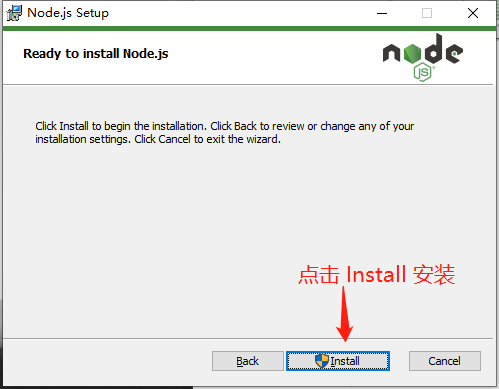 Node.js Setup
Ready to install Node.js
node
JS
Click Install to begin the installation. Click Back to review or change any of your
installation settings. Click Cancel to exit the wizard.
点击 Install 安装
Back
Install
Cancel